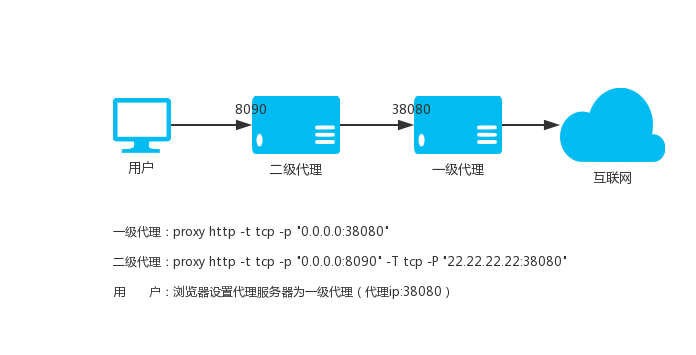 8090
38080
用户
二级代理
一级代理
互联网
一级代理：proxy http -t tcp -p "0.0.0.0:38080"
二级代理：proxy http -t tcp -p "0.0.0.0:8090" -T tcp -P "22.22.22.22:38080"
用　　户：浏览器设置代理服务器为一级代理（代理ip:38080）